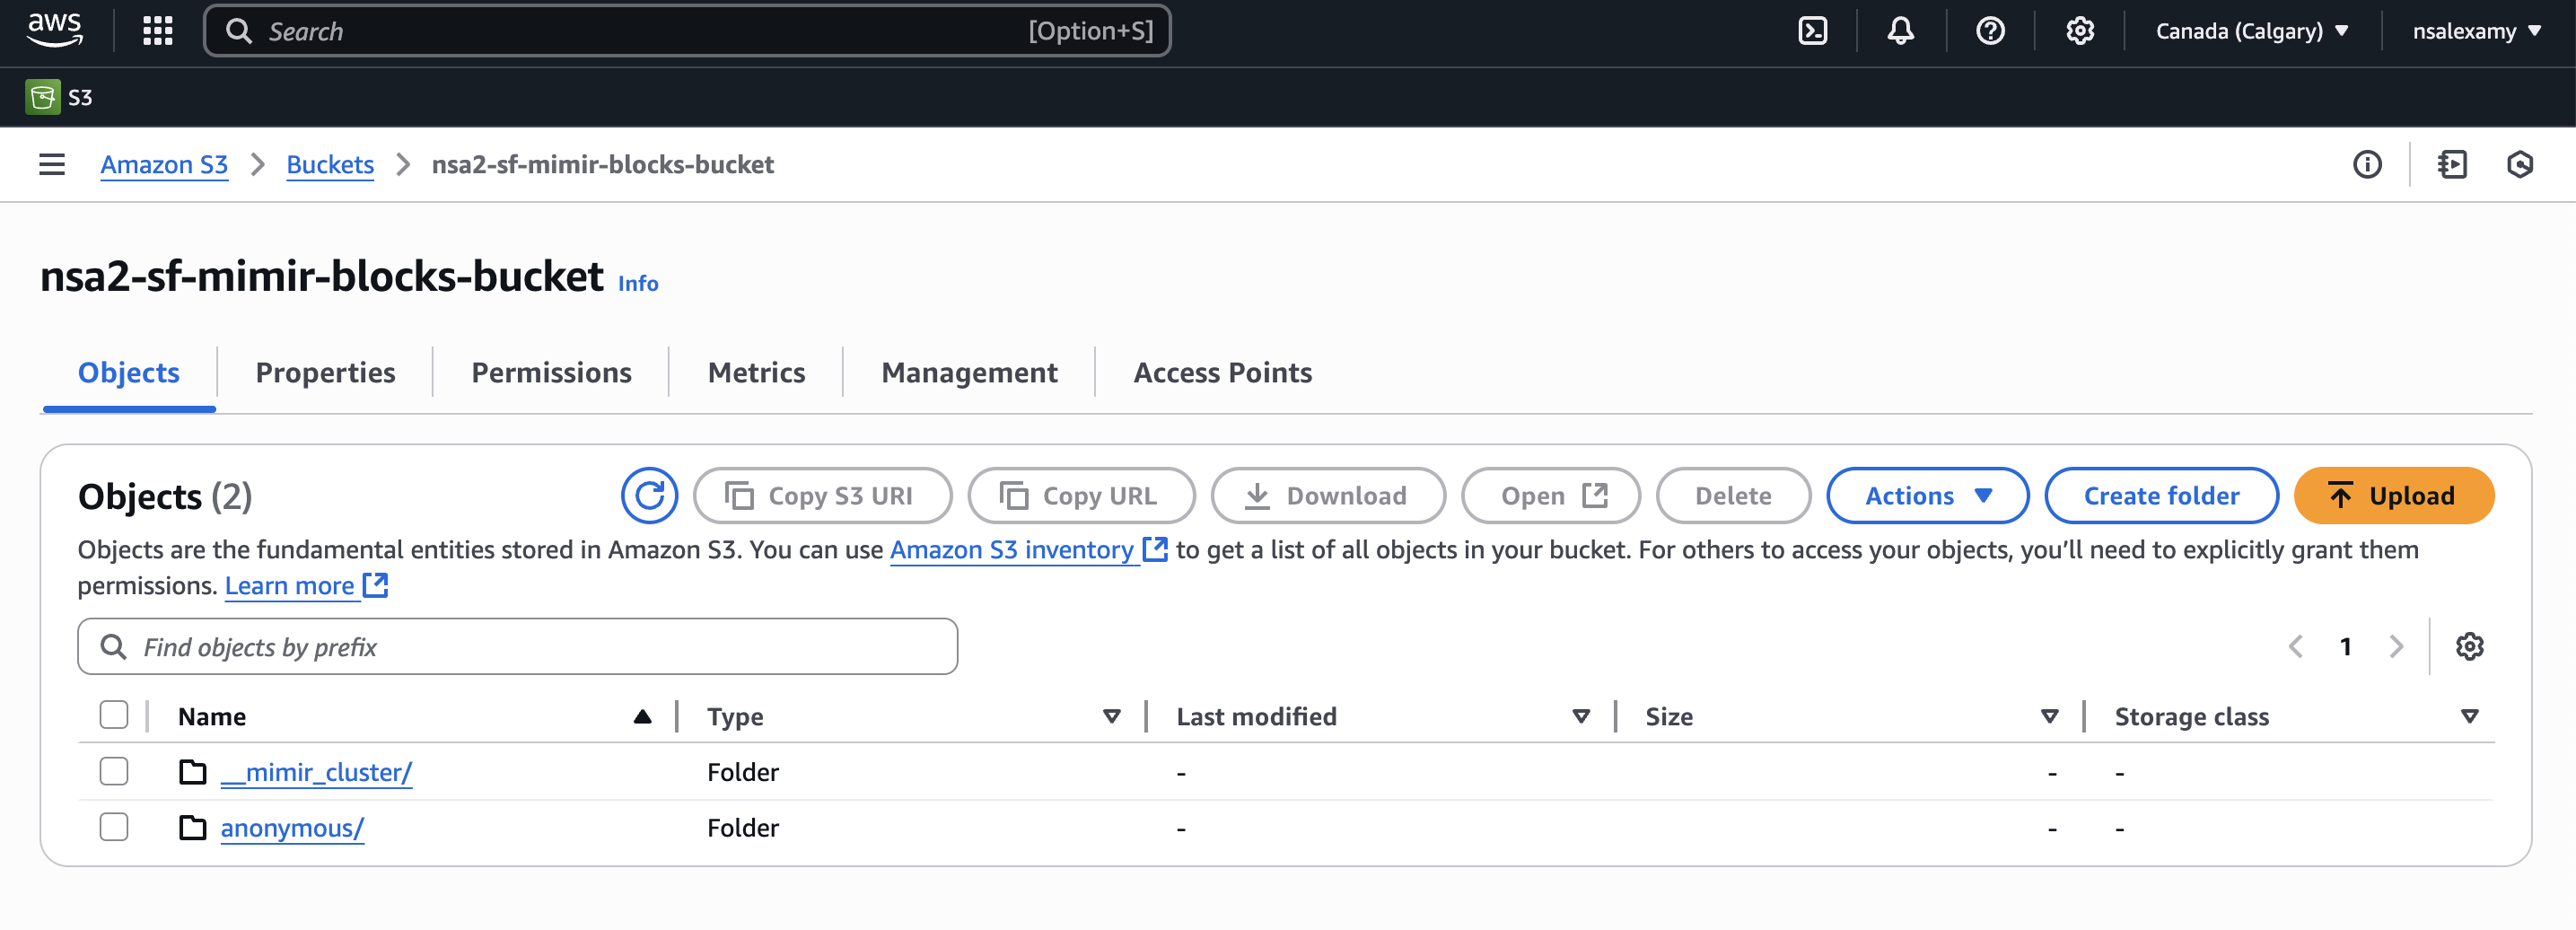 aws Search [Option+S] Canada (Calgary) nsalexamy
S3
Amazon S3 Buckets nsa2-sf-mimir-blocks-bucket
nsa2-sf-mimir-blocks-bucket Info
Objects Properties Permissions Metrics Management Access Points
Objects (2) Copy S3 URI Copy URL Download Open Delete Actions Create folder Upload
Objects are the fundamental entities stored in Amazon S3. You can use Amazon S3 inventory to get a list of all objects in your bucket. For others to access your objects, you’ll need to explicitly grant them
permissions. Learn more
Find objects by prefix 1
Name Type Last modified Size Storage class
__mimir_cluster/ Folder - - -
anonymous/ Folder - - -